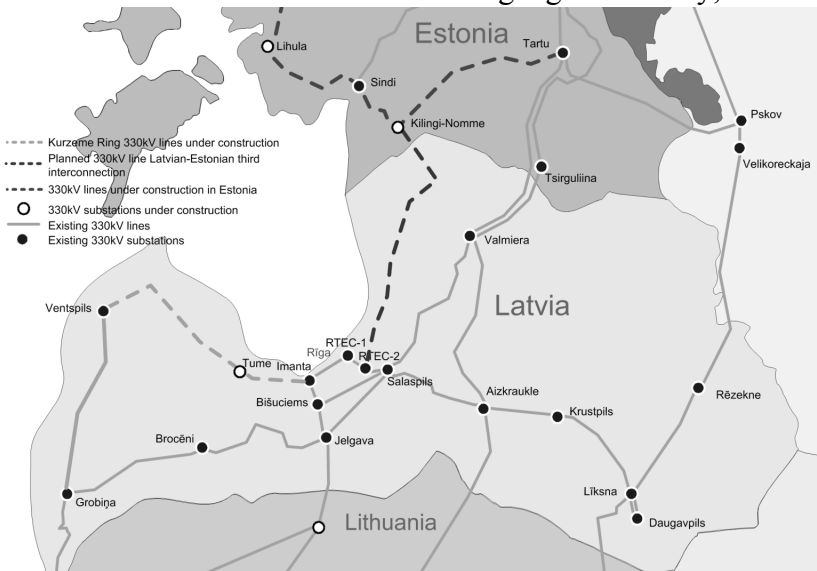 Estonia
Lihula
Tartu
Sindi
Kilingi-Nomme
Pskov
Velikoreckaja
Tsirguliina
Kurzeme Ring 330kV lines under construction
Planned 330kV line Latvian-Estonian third
interconnection
330kV lines under construction in Estonia
330kV substations under construction
Existing 330kV lines
Existing 330kV substations
Valmiera
Latvia
Ventspils
Tume
Imanta
Rīga
RTEC-1
RTEC-2
Salaspils
Bišuciems
Aizkraukle
Krustpils
Rēzekne
Brocēni
Jelgava
Grobiņa
Līksna
Daugavpils
Lithuania